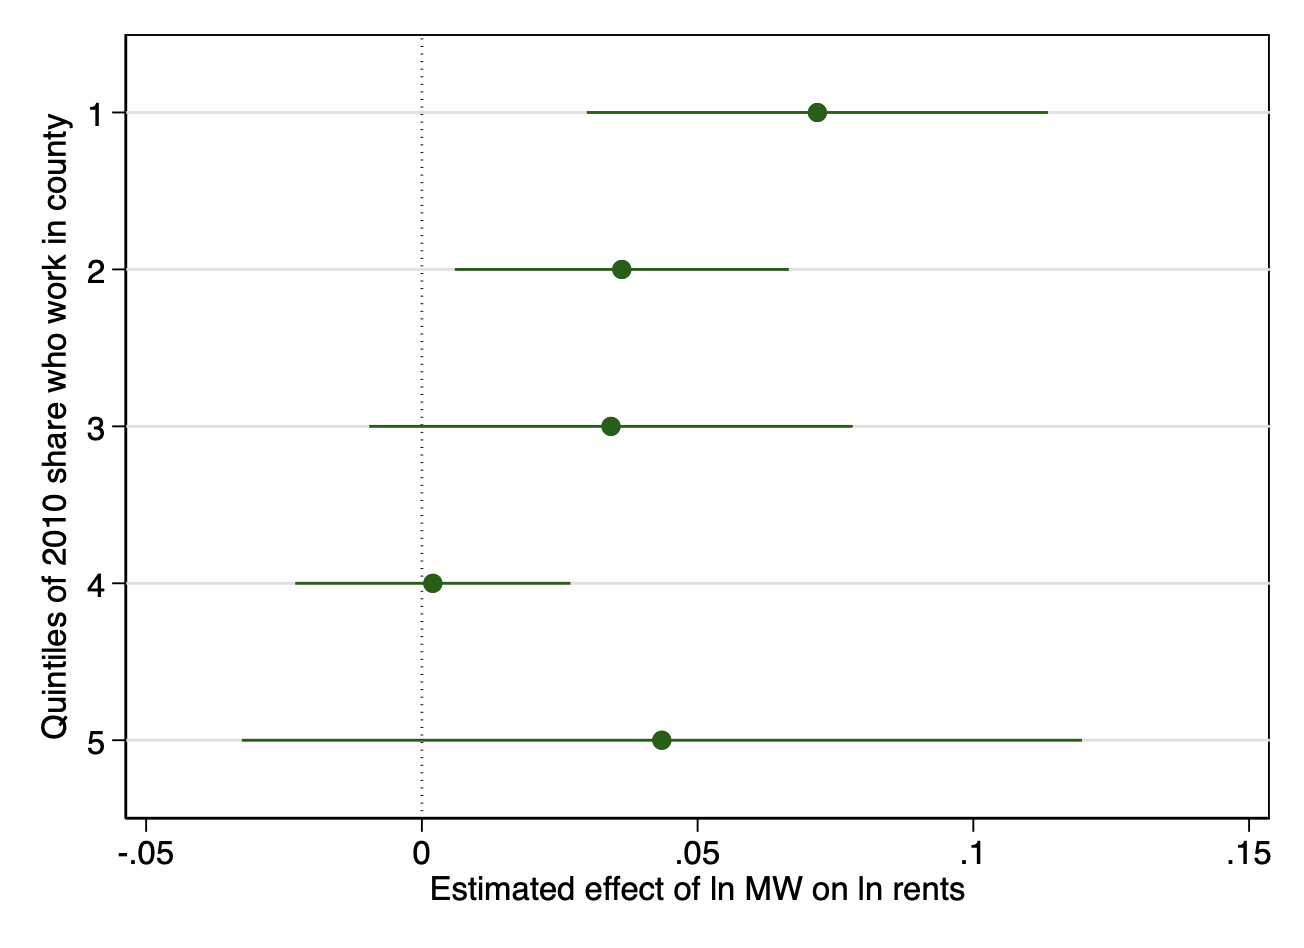 Quintiles of 2010 share who work in county
1
2
3
4
5
-.05 0 .05 .1 .15
Estimated effect of ln MW on ln rents